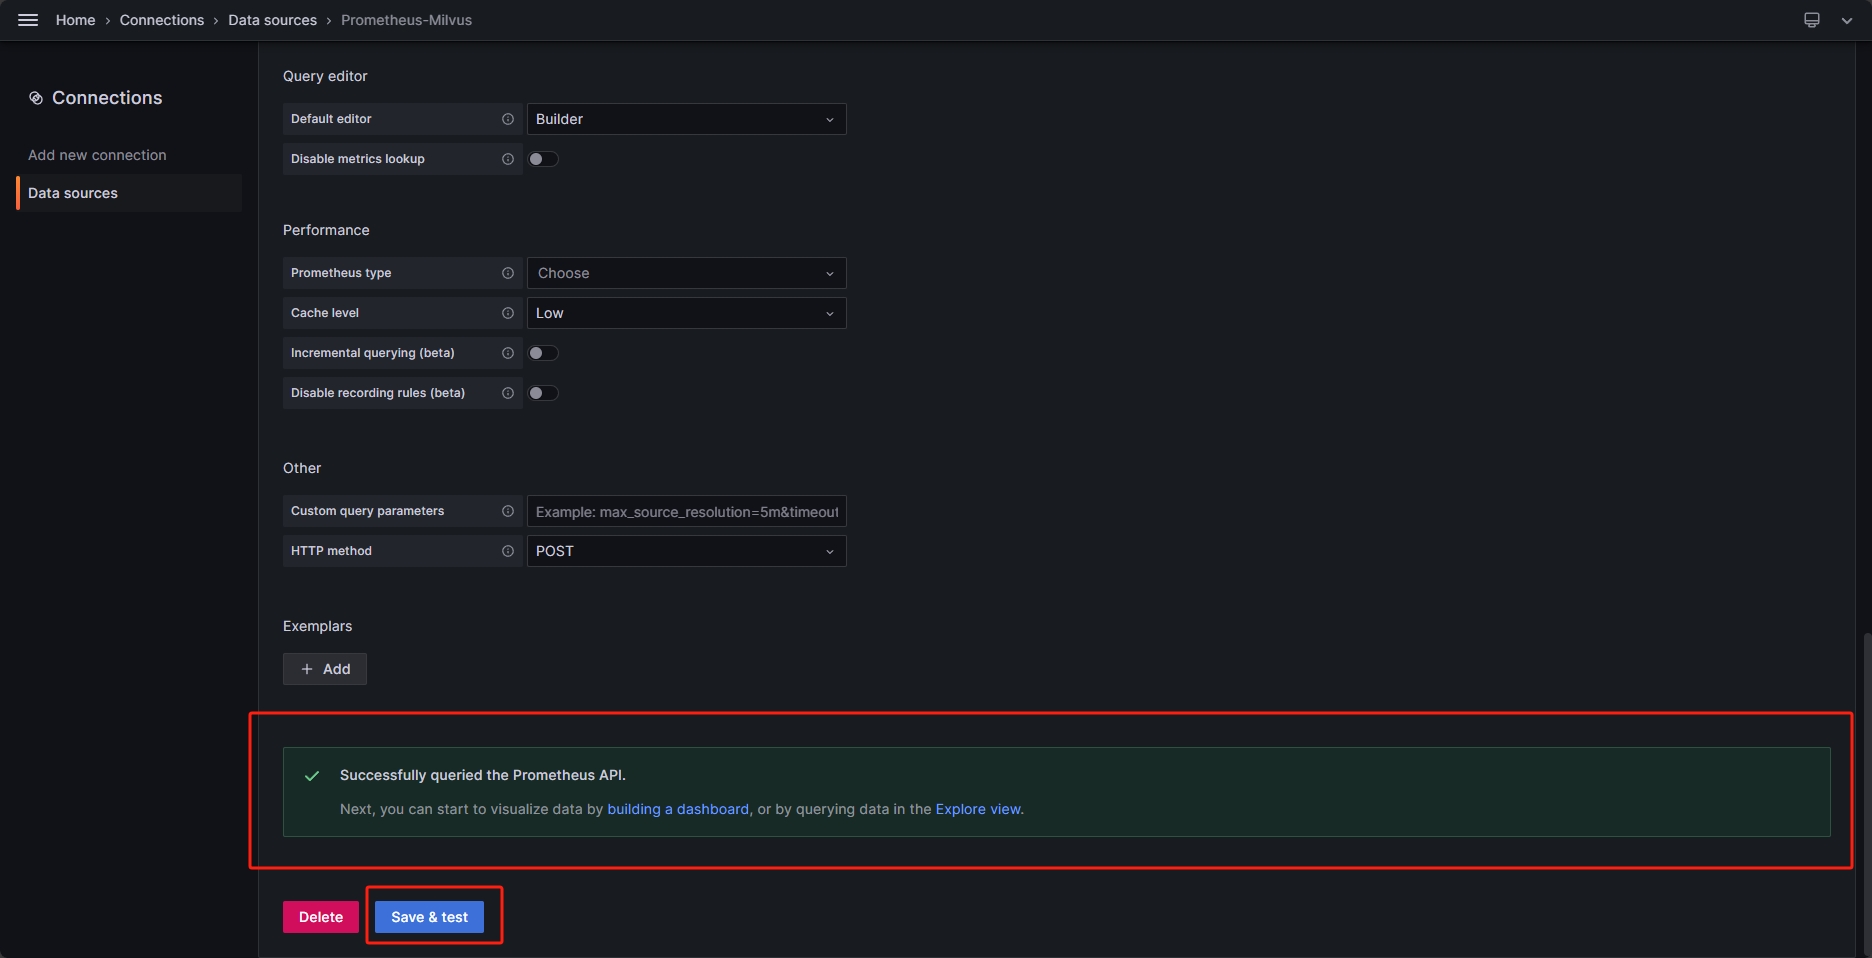 Home › Connections › Data sources › Prometheus-Milvus
Connections
Add new connection
Data sources
Query editor
Default editor Builder
Disable metrics lookup
Performance
Prometheus type Choose
Cache level Low
Incremental querying (beta)
Disable recording rules (beta)
Other
Custom query parameters Example: max_source_resolution=5m&timeout
HTTP method POST
Exemplars
+ Add
Successfully queried the Prometheus API.
Next, you can start to visualize data by building a dashboard, or by querying data in the Explore view.
Delete Save & test